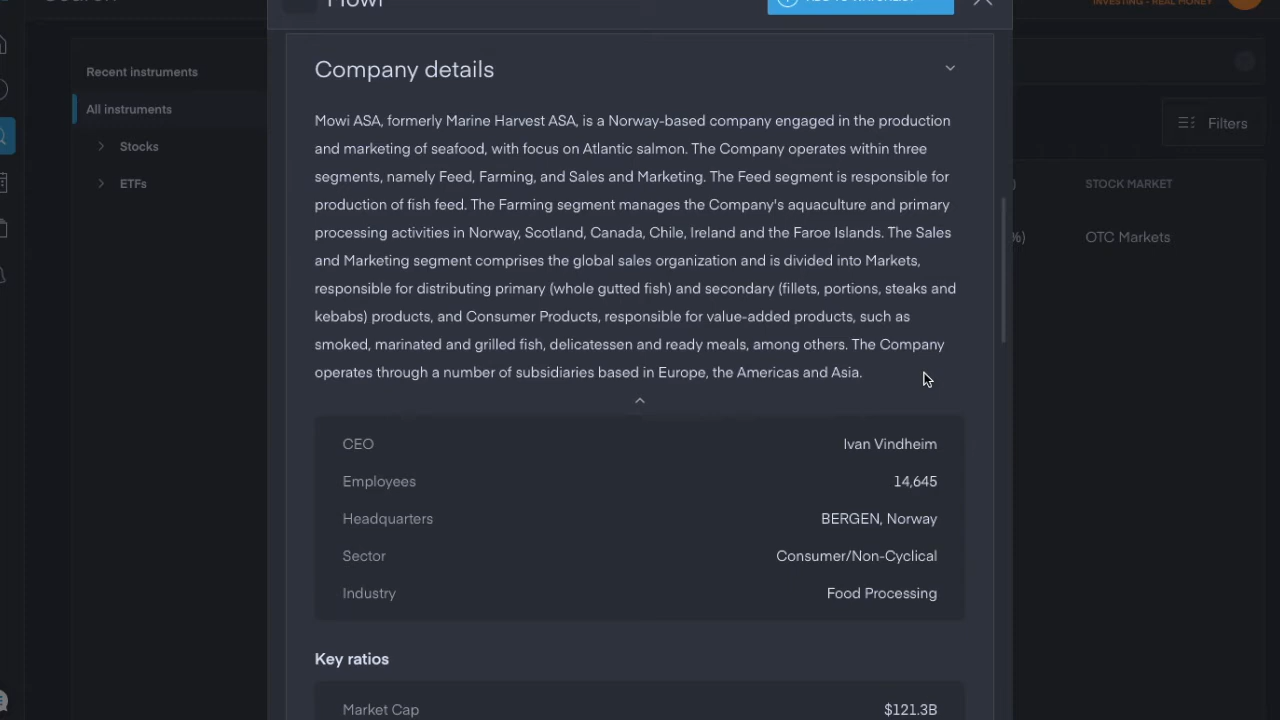 Mowi
INVESTING - REAL MONEY
Recent instruments
All instruments
Stocks
ETFs
Company details
Mowi ASA, formerly Marine Harvest ASA, is a Norway-based company engaged in the production
and marketing of seafood, with focus on Atlantic salmon. The Company operates within three
segments, namely Feed, Farming, and Sales and Marketing. The Feed segment is responsible for
production of fish feed. The Farming segment manages the Company's aquaculture and primary
processing activities in Norway, Scotland, Canada, Chile, Ireland and the Faroe Islands. The Sales
and Marketing segment comprises the global sales organization and is divided into Markets,
responsible for distributing primary (whole gutted fish) and secondary (fillets, portions, steaks and
kebabs) products, and Consumer Products, responsible for value-added products, such as
smoked, marinated and grilled fish, delicatessen and ready meals, among others. The Company
operates through a number of subsidiaries based in Europe, the Americas and Asia.
CEO Ivan Vindheim
Employees 14,645
Headquarters BERGEN, Norway
Sector Consumer/Non-Cyclical
Industry Food Processing
Key ratios
Market Cap $121.3B
Filters
) STOCK MARKET
%) OTC Markets